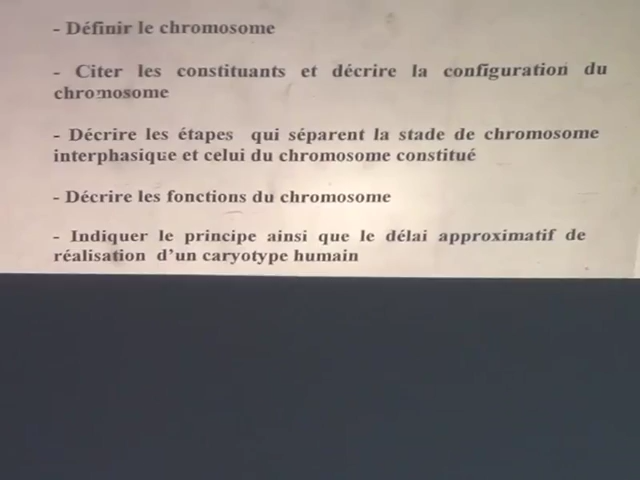 - Définir le chromosome
- Citer les constituants et décrire la configuration du
chromosome
- Décrire les étapes qui séparent la stade de chromosome
interphasique et celui du chromosome constitué
- Décrire les fonctions du chromosome
- Indiquer le principe ainsi que le délai approximatif de
réalisation d'un caryotype humain